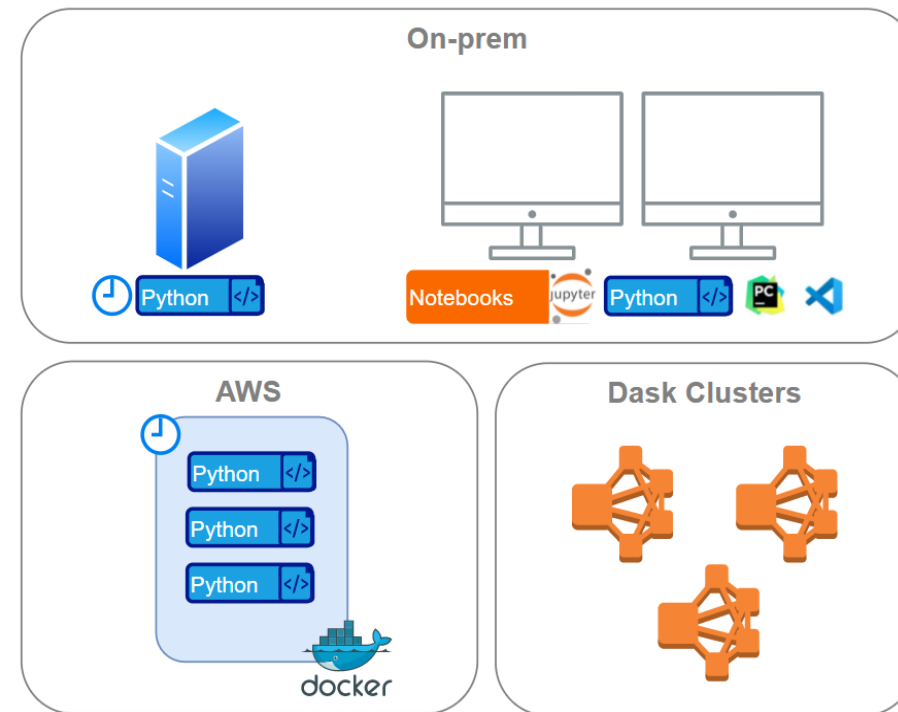 On-prem
Python </>
Notebooks jupyter Python </> PC
AWS
Python </>
Python </>
Python </>
docker
Dask Clusters